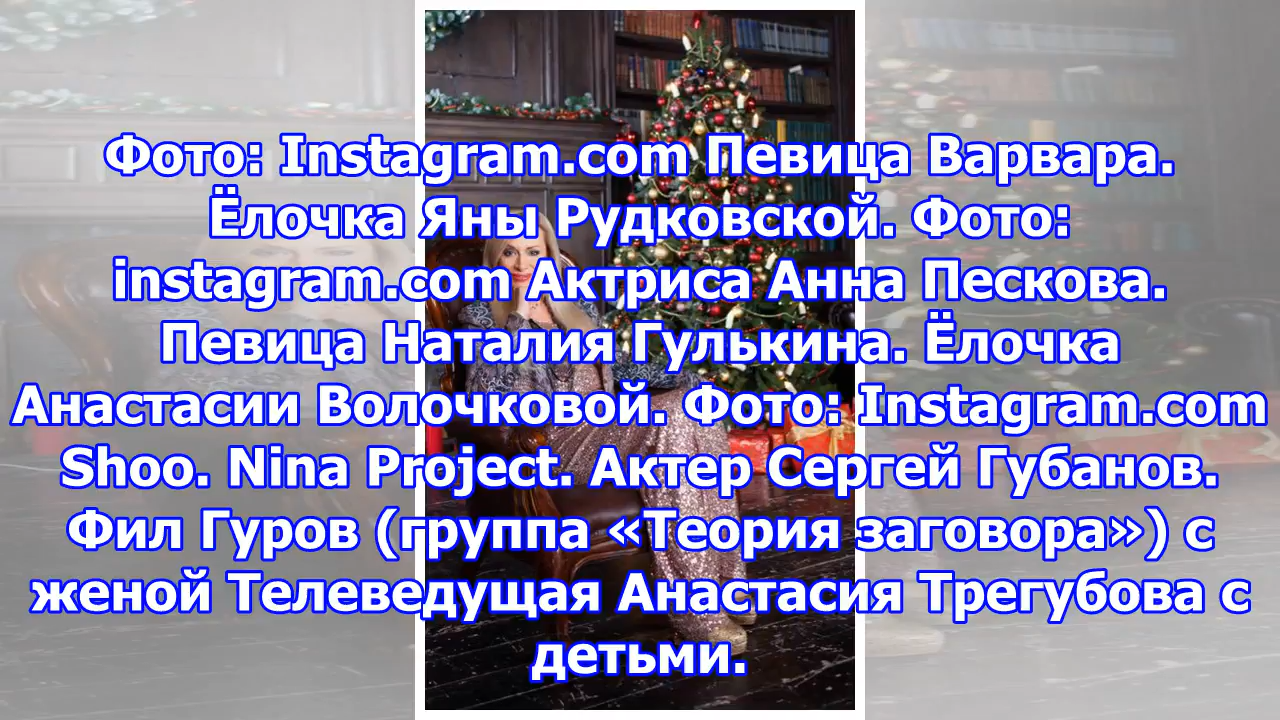 Фото: Instagram.com Певица Варвара.
Ёлочка Яны Рудковской. Фото:
instagram.com Актриса Анна Пескова.
Певица Наталия Гулькина. Ёлочка
Анастасии Волочковой. Фото: Instagram.com
Shoo. Nina Project. Актер Сергей Губанов.
Фил Гуров (группа «Теория заговора») с
женой Телеведущая Анастасия Трегубова с
детьми.